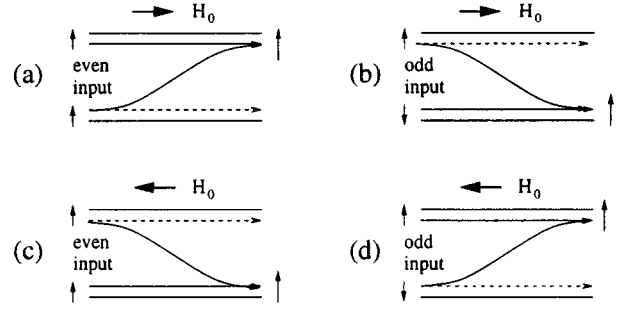 H₀
(a)
even
input
H₀
(b)
odd
input
H₀
(c)
even
input
H₀
(d)
odd
input